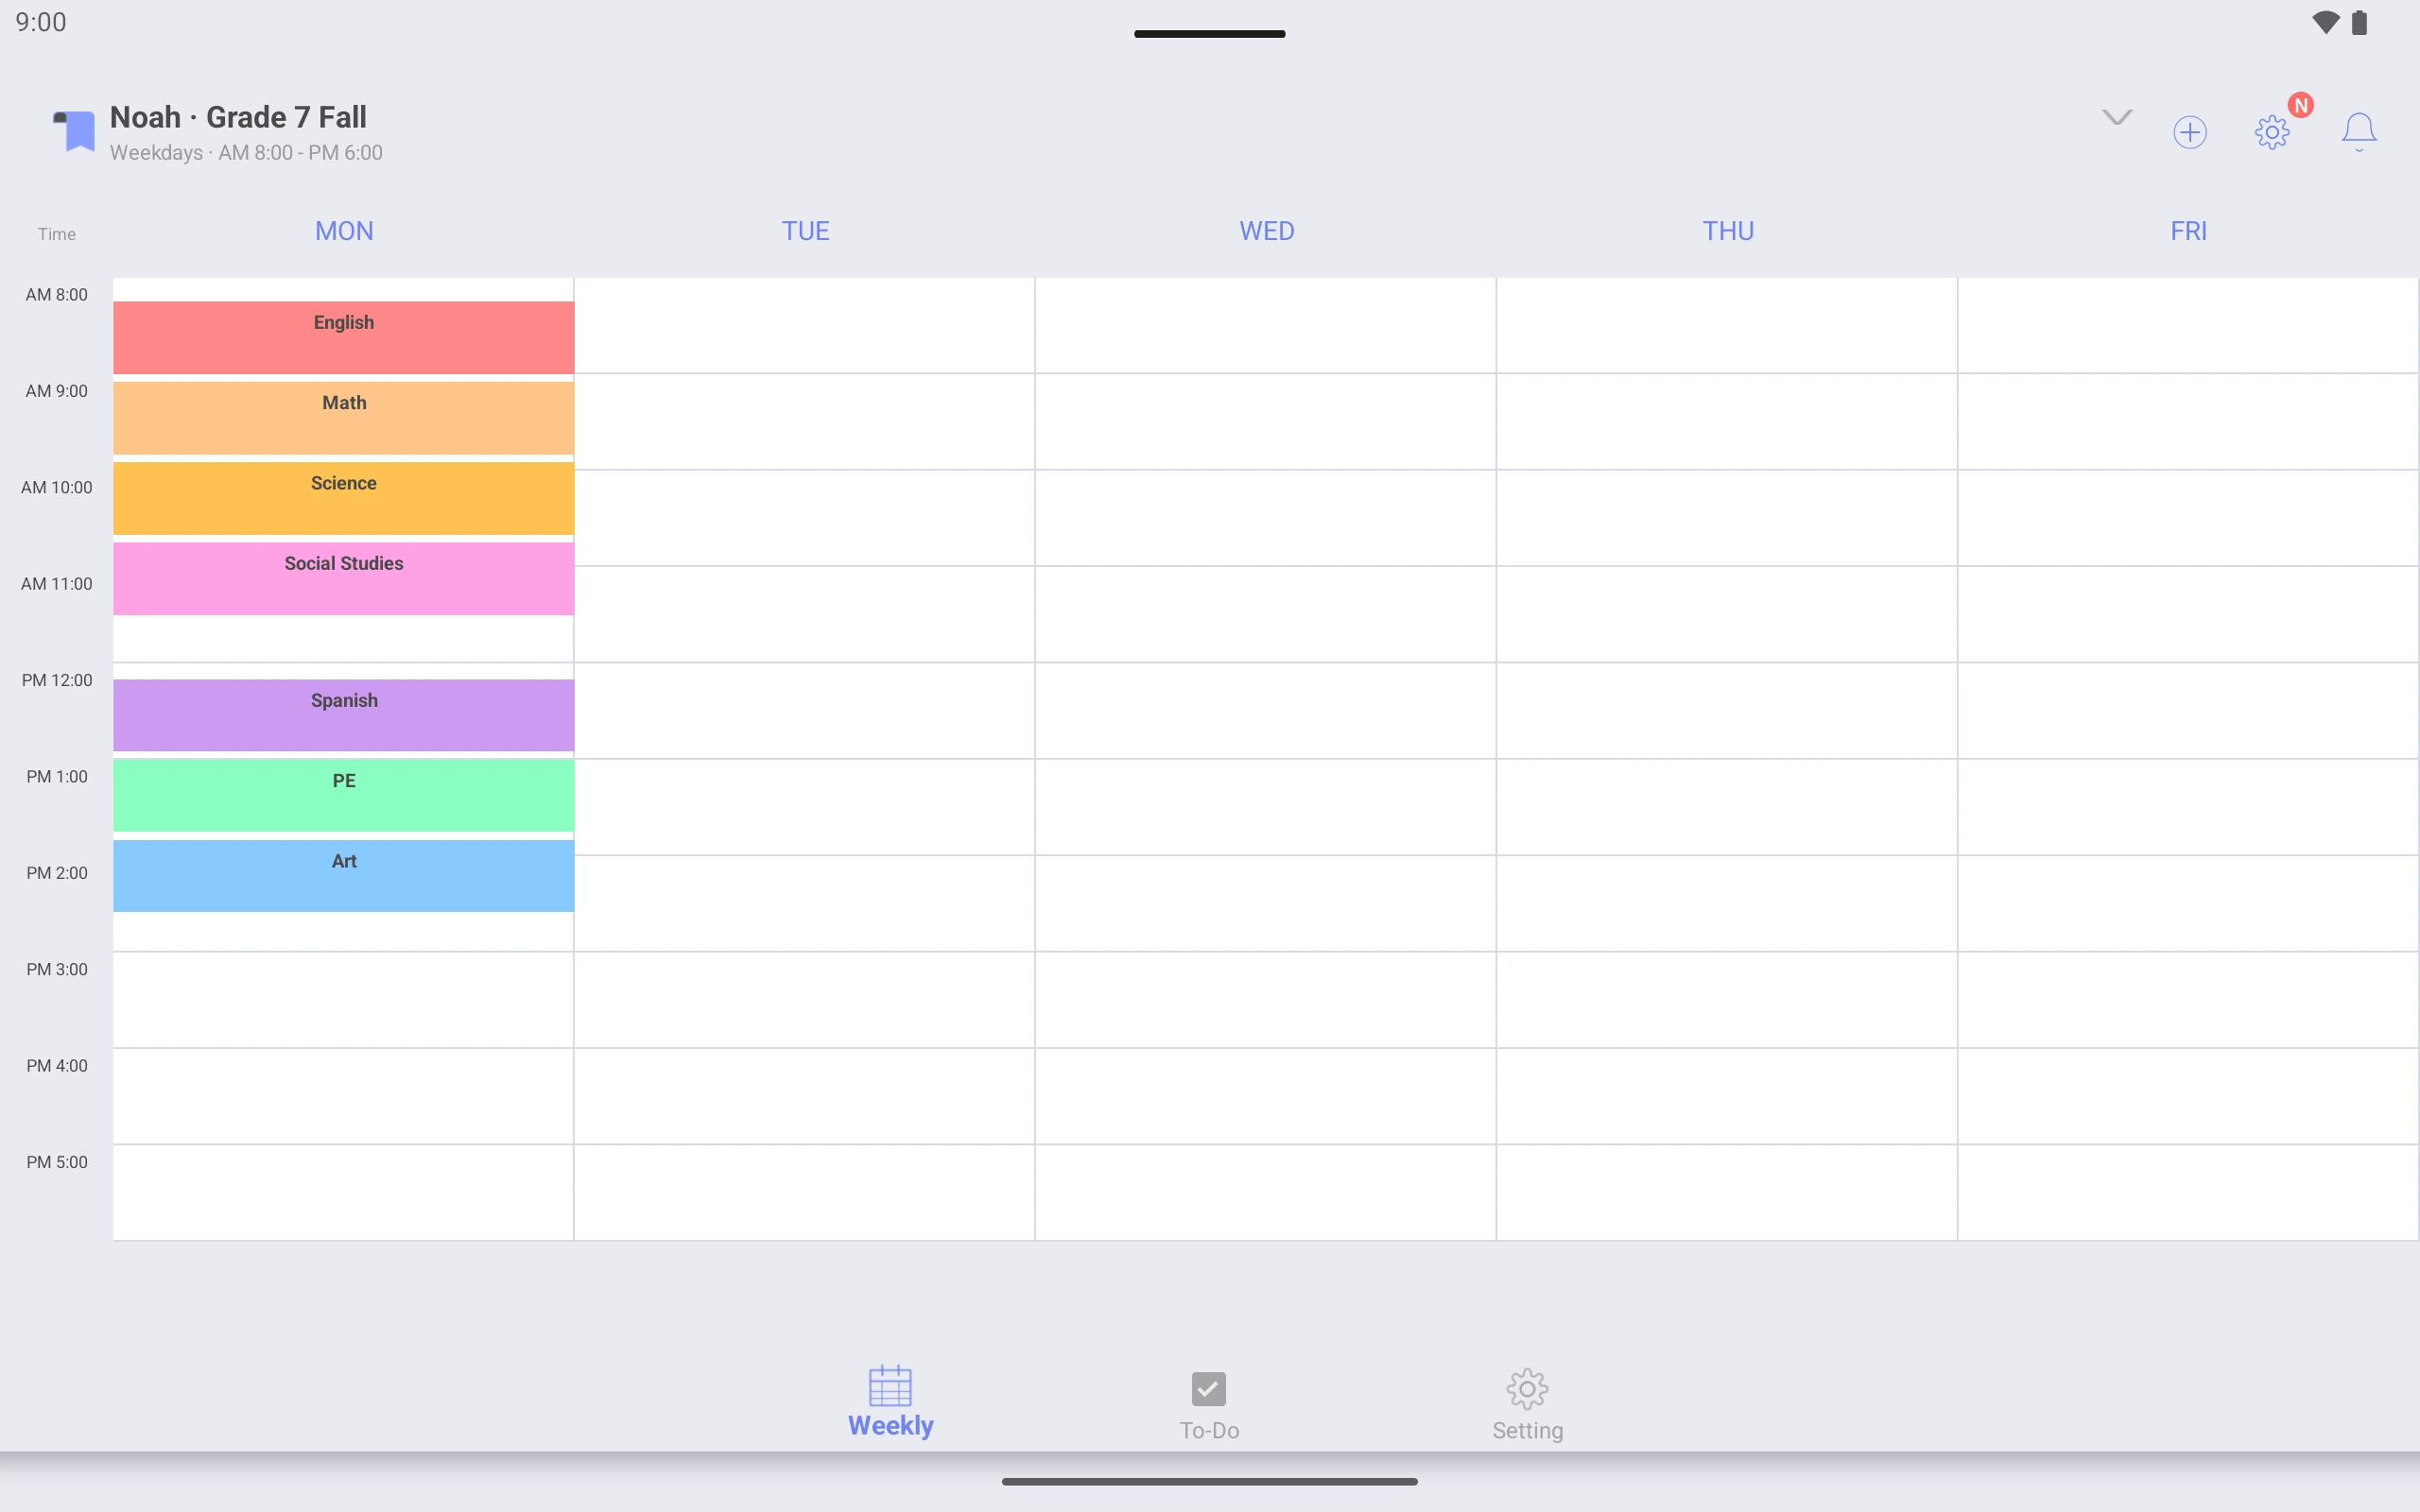 9:00
Noah · Grade 7 Fall
N
Weekdays · AM 8:00 - PM 6:00
Time MON TUE WED THU FRI
AM 8:00
English
AM 9:00
Math
Science
AM 10:00
Social Studies
AM 11:00
PM 12:00
Spanish
PM 1:00
PE
Art
PM 2:00
PM 3:00
PM 4:00
PM 5:00
Weekly To-Do Setting